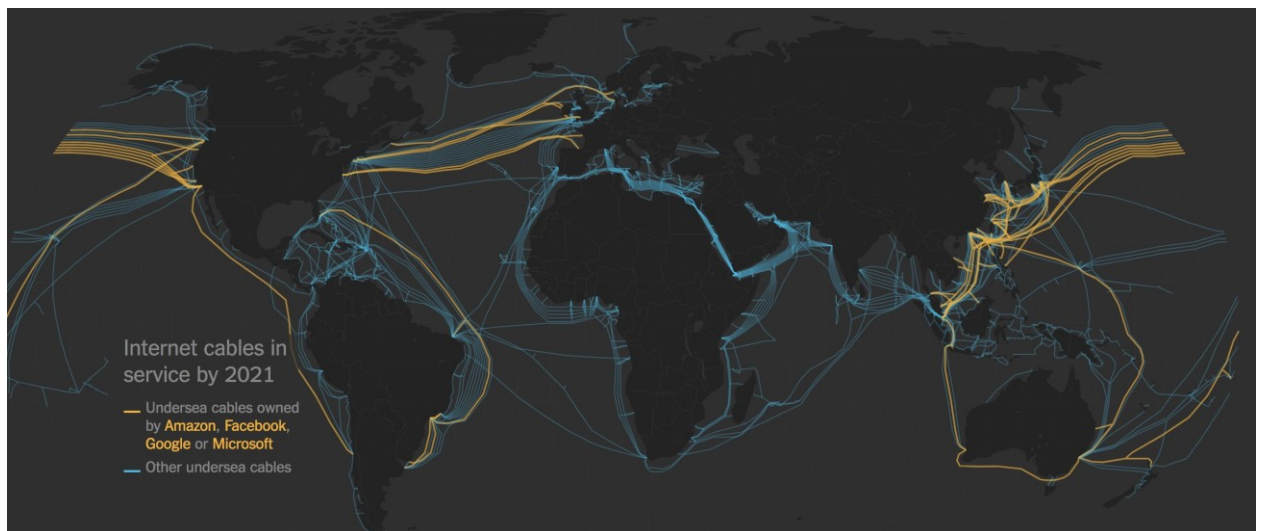 Internet cables in
service by 2021
Undersea cables owned
by Amazon, Facebook,
Google or Microsoft
Other undersea cables